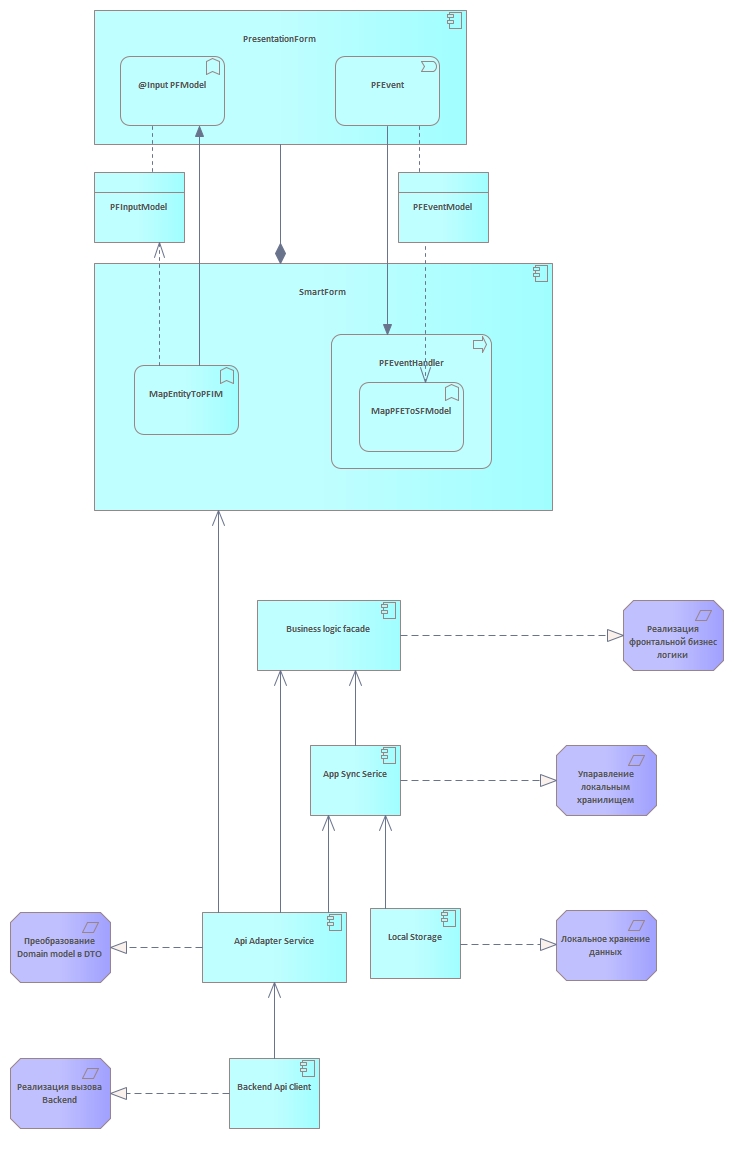 PresentationForm
@Input PFModel
PFEvent
PFInputModel
PFEventModel
SmartForm
PFEventHandler
MapEntityToPFIM
MapPFEToSFModel
Business logic facade
Реализация
фронтальной бизнес
логики
App Sync Serice
Упаравление
локальным
хранилищем
Преобразование
Domain model в DTO
Api Adapter Service
Local Storage
Локальное хранение
данных
Реализация вызова
Backend
Backend Api Client